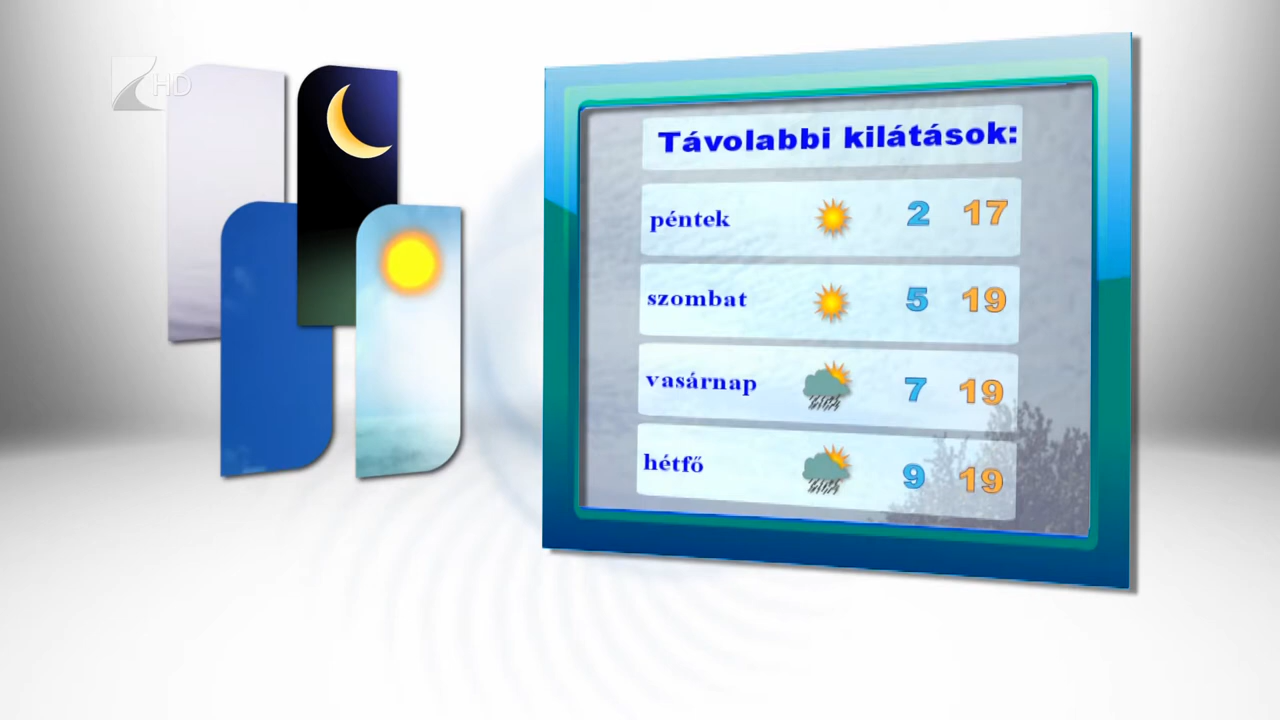 HD
Távolabbi kilátások:
péntek 2 17
szombat 5 19
vasárnap 7 19
hétfő 9 19